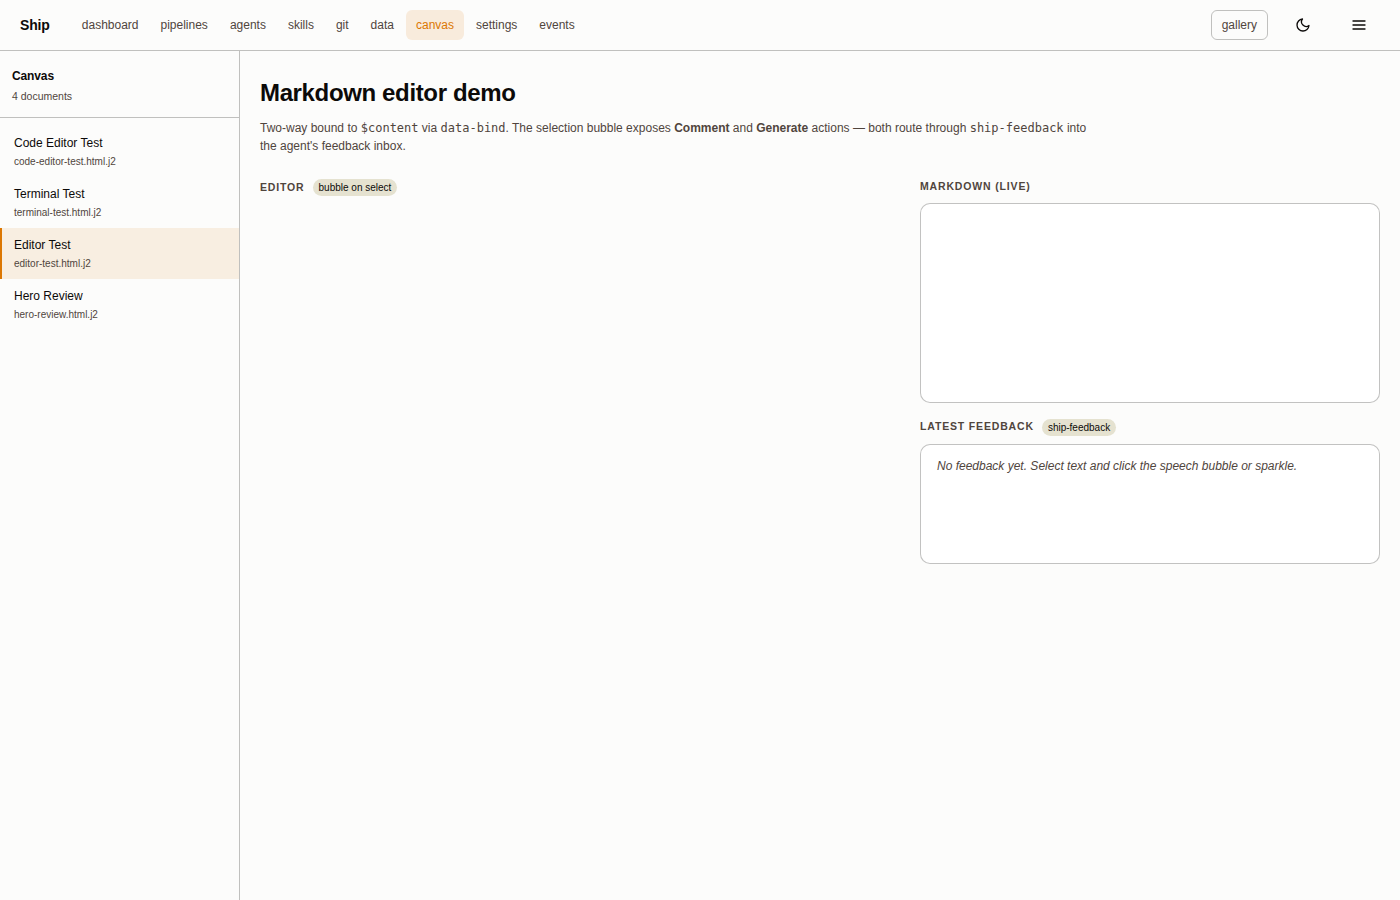 Ship
dashboard
pipelines
agents
skills
git
data
canvas
settings
events
gallery
Canvas
4 documents
Code Editor Test
code-editor-test.html.j2
Terminal Test
terminal-test.html.j2
Editor Test
editor-test.html.j2
Hero Review
hero-review.html.j2
Markdown editor demo
Two-way bound to $content via data-bind. The selection bubble exposes Comment and Generate actions — both route through ship-feedback into
the agent's feedback inbox.
EDITOR bubble on select
MARKDOWN (LIVE)
LATEST FEEDBACK ship-feedback
No feedback yet. Select text and click the speech bubble or sparkle.